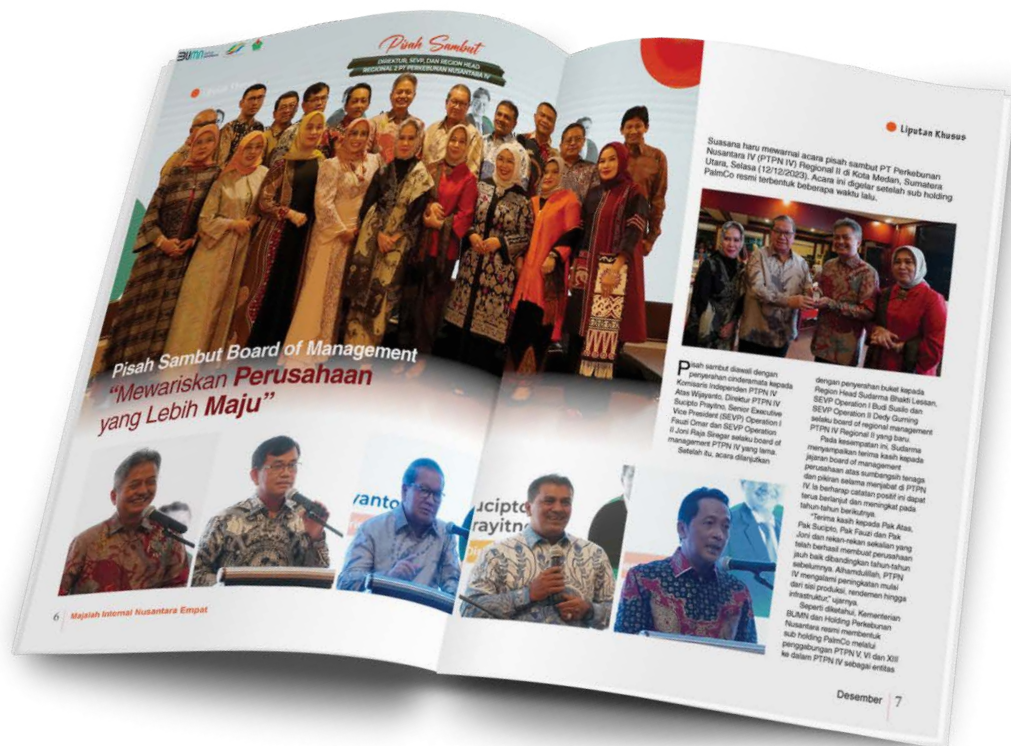 BUMN
Pisah Sambut
DIREKTUR, SEVP, DAN REGION HEAD
REGIONAL 2 PT PERKEBUNAN NUSANTARA IV
Pisah Sambut Board of Management
“Mewariskan Perusahaan
yang Lebih Maju”
6 Majalah Internal Nusantara Empat
Liputan Khusus
Suasana haru mewarnai acara pisah sambut PT Perkebunan
Nusantara IV (PTPN IV) Regional II di Kota Medan, Sumatera
Utara, Selasa (12/12/2023). Acara ini digelar setelah sub holding
PalmCo resmi terbentuk beberapa waktu lalu.
Pisah sambut diawali dengan
penyerahan cinderamata kepada
Komisaris Independen PTPN IV
Atas Wijayanto, Direktur PTPN IV
Sucipto Prayitno, Senior Executive
Vice President (SEVP) Operation I
Fauzi Omar dan SEVP Operation
II Joni Raja Siregar selaku board of
management PTPN IV yang lama.
Setelah itu, acara dilanjutkan
dengan penyerahan buket kepada
Region Head Sudarma Bhakti Lessan,
SEVP Operation I Budi Susilo dan
SEVP Operation II Dedy Gurning
selaku board of regional management
PTPN IV Regional II yang baru.
Pada kesempatan ini, Sudarma
menyampaikan terima kasih kepada
jajaran board of management
perusahaan atas sumbangsih tenaga
dan pikiran selama menjabat di PTPN
IV. Ia berharap catatan positif ini dapat
terus berlanjut dan meningkat pada
tahun-tahun berikutnya.
“Terima kasih kepada Pak Atas,
Pak Sucipto, Pak Fauzi dan Pak
Joni dan rekan-rekan sekalian yang
telah berhasil membuat perusahaan
jauh baik dibandingkan tahun-tahun
sebelumnya. Alhamdulillah, PTPN
IV mengalami peningkatan mulai
dari sisi produksi, rendemen hingga
infrastruktur,” ujarnya.
Seperti diketahui, Kementerian
BUMN dan Holding Perkebunan
Nusantara resmi membentuk
sub holding PalmCo melalui
penggabungan PTPN V, VI dan XIII
ke dalam PTPN IV sebagai entitas
yanto
ucipto
rayitn
Desember 7